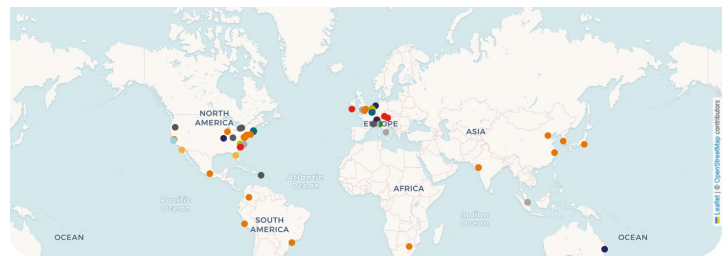 NORTH
AMERICA
EUROPE
ASIA
Atlantic
Ocean
AFRICA
Pacific
Ocean
Indian
Ocean
SOUTH
AMERICA
OCEAN
OCEAN
Leaflet | © OpenStreetMap contributors